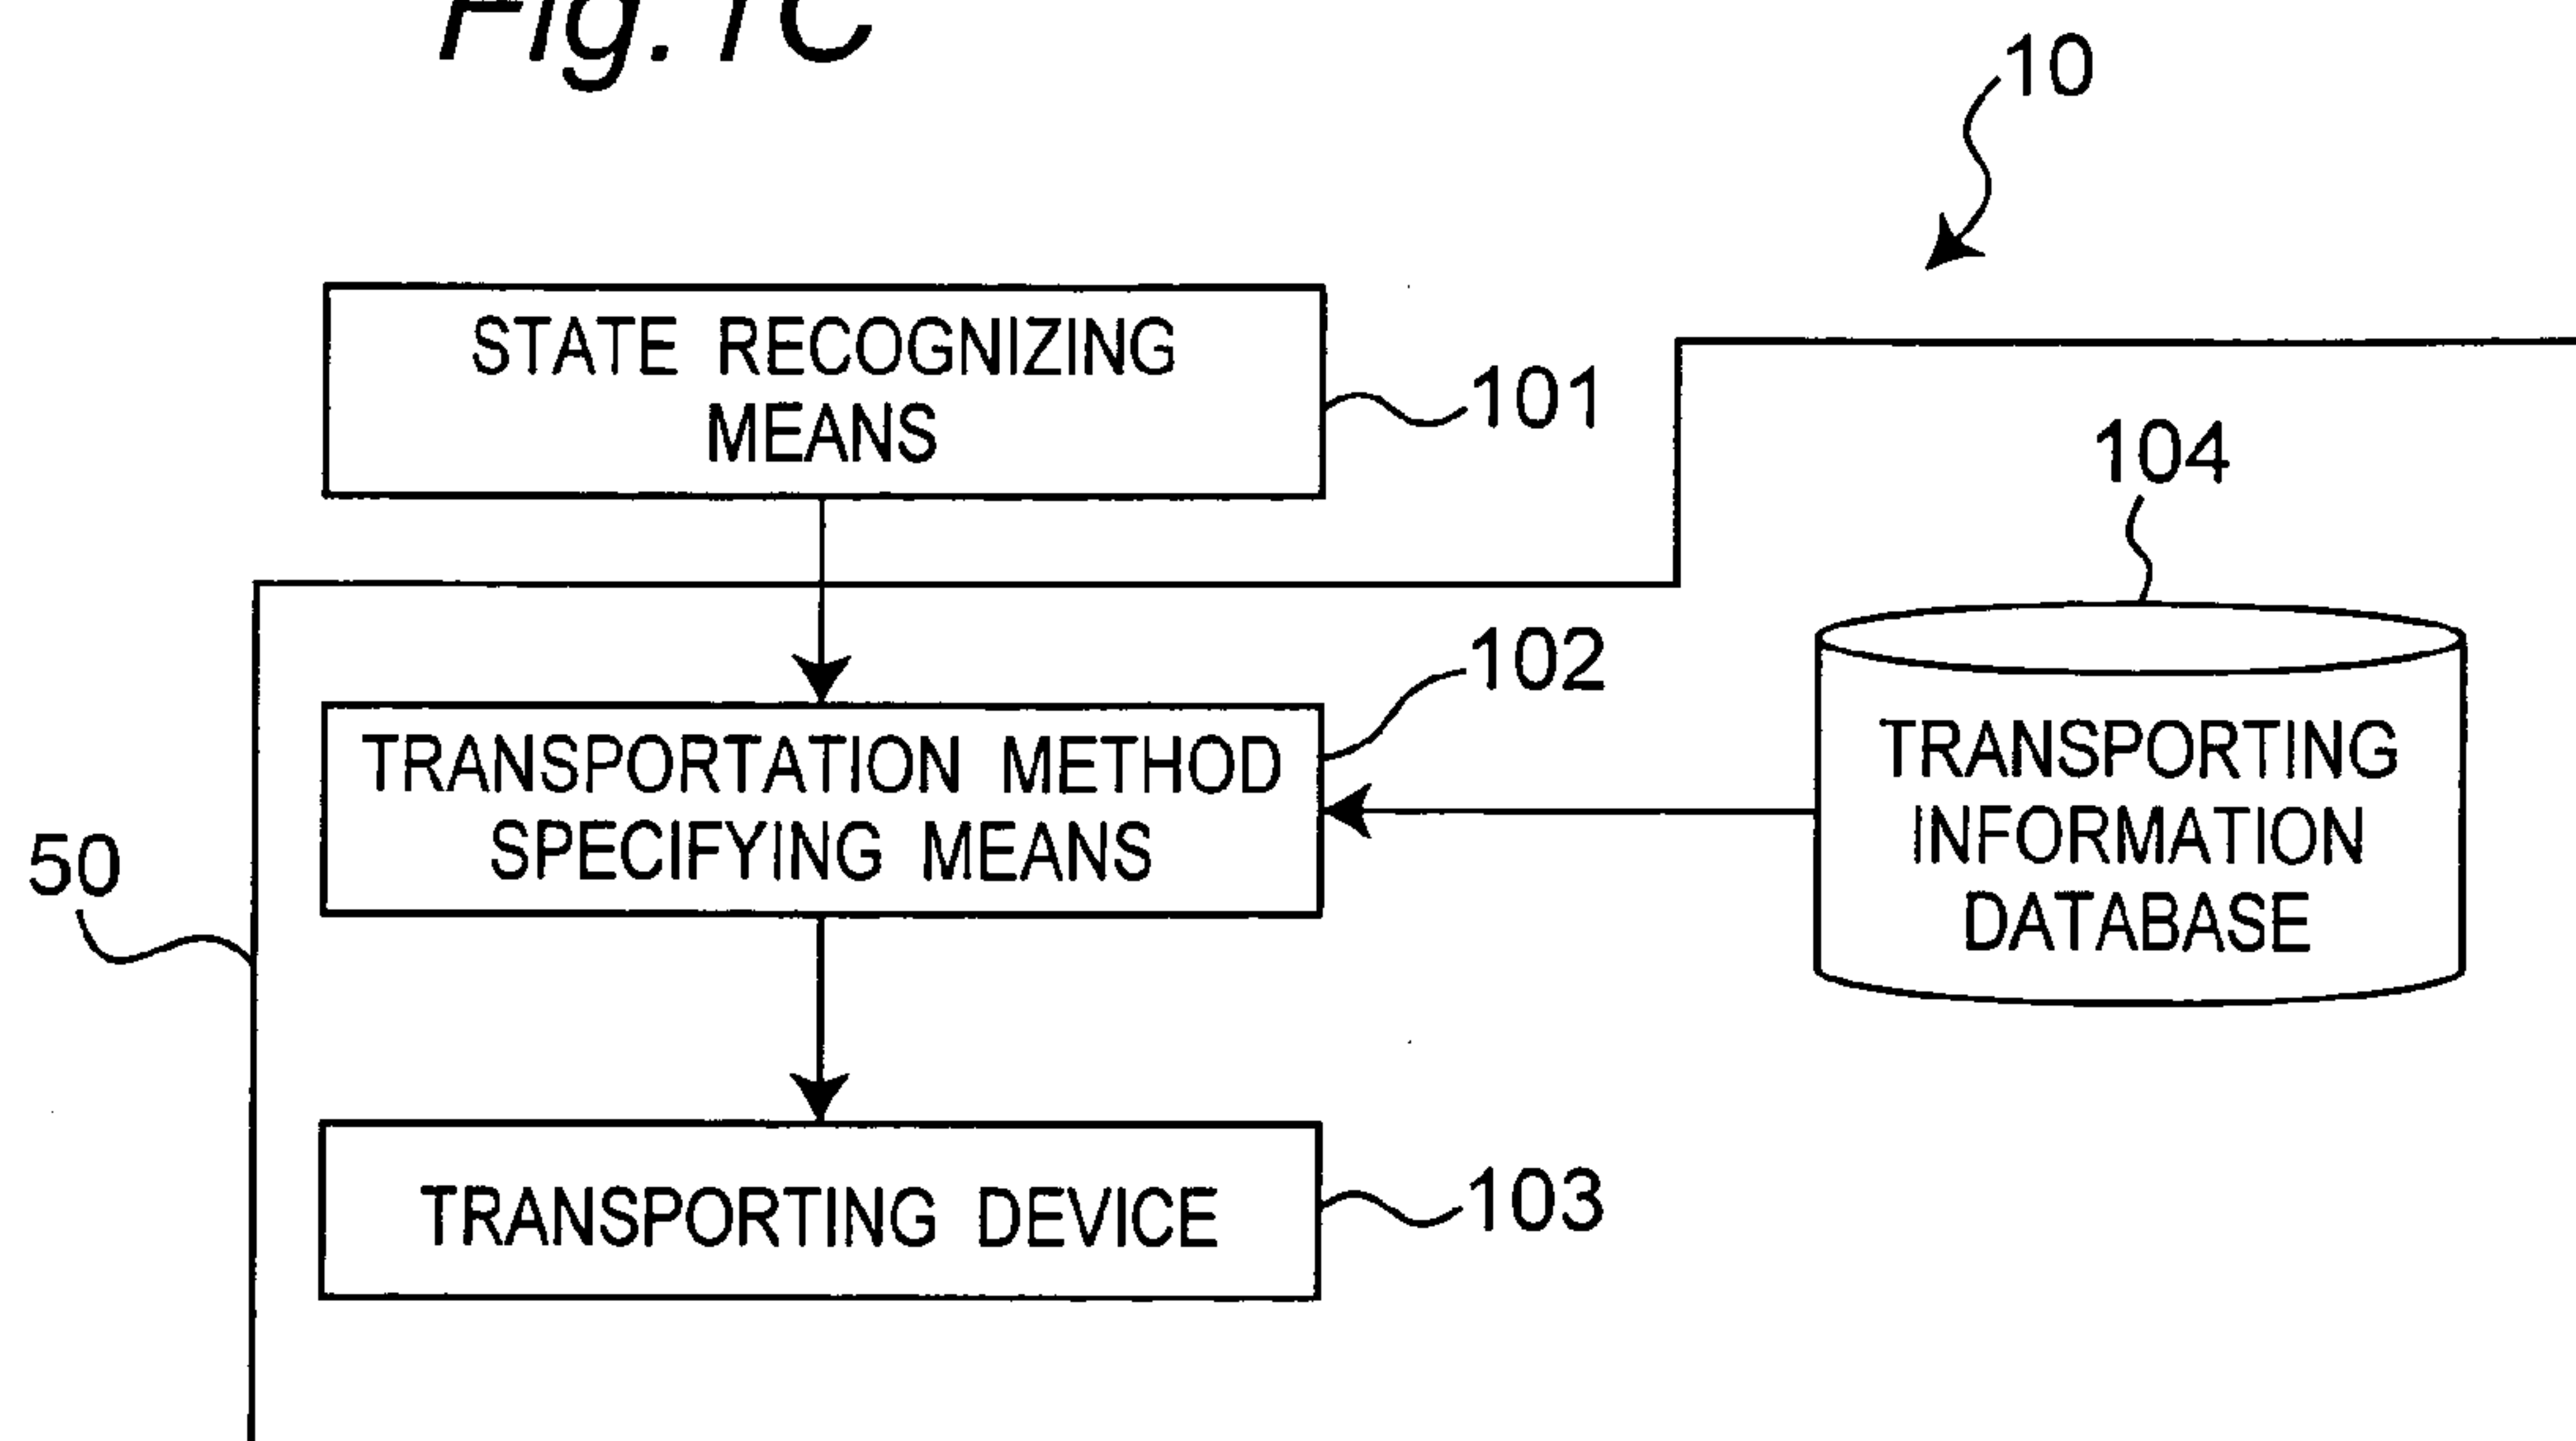 Fig. 1C
10
STATE RECOGNIZING
MEANS
101
104
102
TRANSPORTATION METHOD
SPECIFYING MEANS
TRANSPORTING
INFORMATION
DATABASE
50
TRANSPORTING DEVICE
103